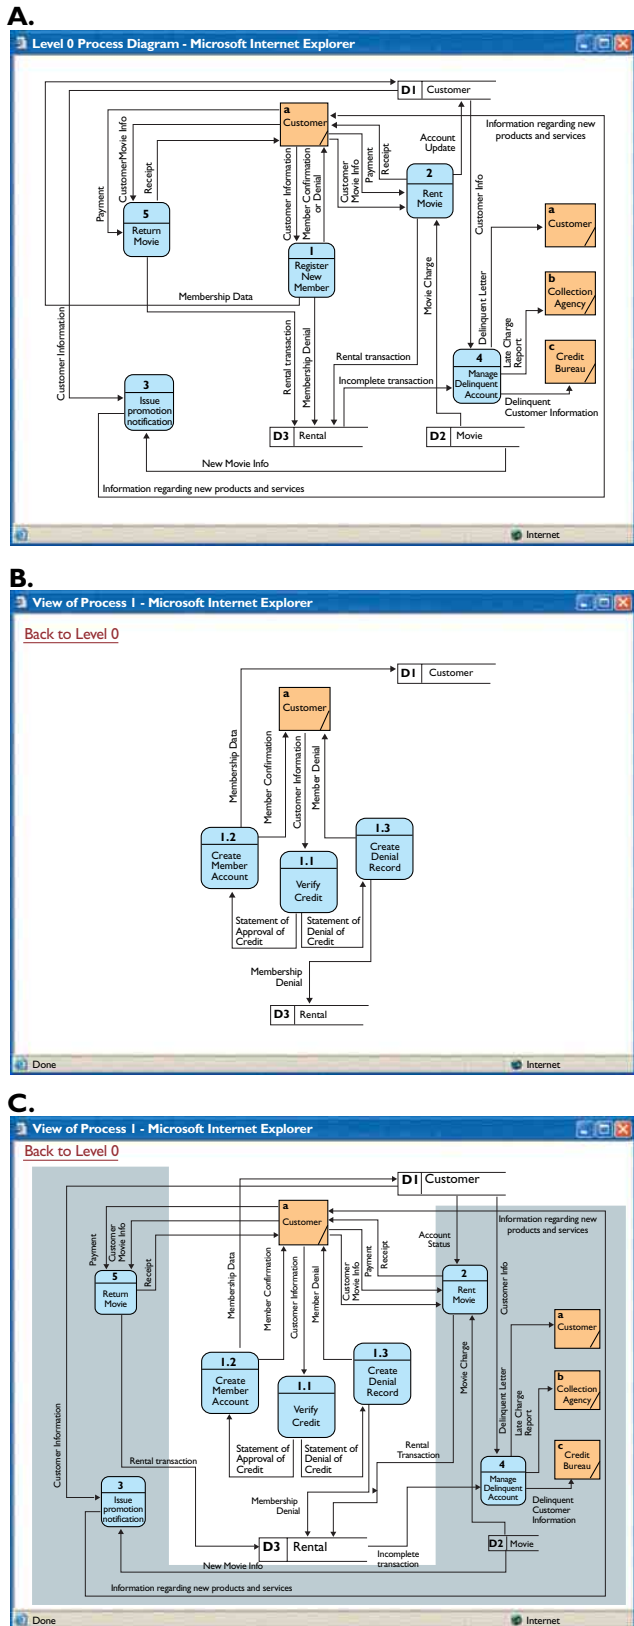 A.
Level 0 Process Diagram - Microsoft Internet Explorer
D1 Customer
a
Customer
Information regarding new
products and services
Account
Update
Payment
CustomerMovie Info
Receipt
Customer Information
Member Confirmation
or Denial
Customer
Movie Info
Payment
Receipt
2
Rent
Movie
Customer Info
5
Return
Movie
1
Register
New
Member
a
Customer
b
Collection
Agency
c
Credit
Bureau
Membership Data
Movie Charge
Delinquent Letter
Late Charge
Report
Customer Information
Rental transaction
Membership Denial
Rental transaction
Incomplete transaction
4
Manage
Delinquent
Account
Delinquent
Customer Information
3
Issue
promotion
notification
D3 Rental
D2 Movie
New Movie Info
Information regarding new products and services
Internet
B.
View of Process 1 - Microsoft Internet Explorer
Back to Level 0
D1 Customer
a
Customer
Membership Data
Member Confirmation
Customer Information
Member Denial
1.2
Create
Member
Account
1.1
Verify
Credit
1.3
Create
Denial
Record
Statement of
Approval of
Credit
Statement of
Denial of
Credit
Membership
Denial
D3 Rental
Done
Internet
C.
View of Process 1 - Microsoft Internet Explorer
Back to Level 0
D1 Customer
a
Customer
Information regarding new
products and services
Account
Status
Payment
Customer
Movie Info
Receipt
Membership Data
Member Confirmation
Customer Information
Member Denial
Customer
Movie Info
Payment
Receipt
Customer Info
5
Return
Movie
2
Rent
Movie
a
Customer
b
Collection
Agency
c
Credit
Bureau
1.2
Create
Member
Account
1.1
Verify
Credit
1.3
Create
Denial
Record
Movie Charge
Delinquent Letter
Late Charge
Report
Customer Information
Statement of
Approval of
Credit
Statement of
Denial of
Credit
Rental
Transaction
Rental transaction
4
Manage
Delinquent
Account
Delinquent
Customer
Information
3
Issue
promotion
notification
Membership
Denial
D3 Rental
D2 Movie
Incomplete
transaction
New Movie Info
Information regarding new products and services
Done
Internet